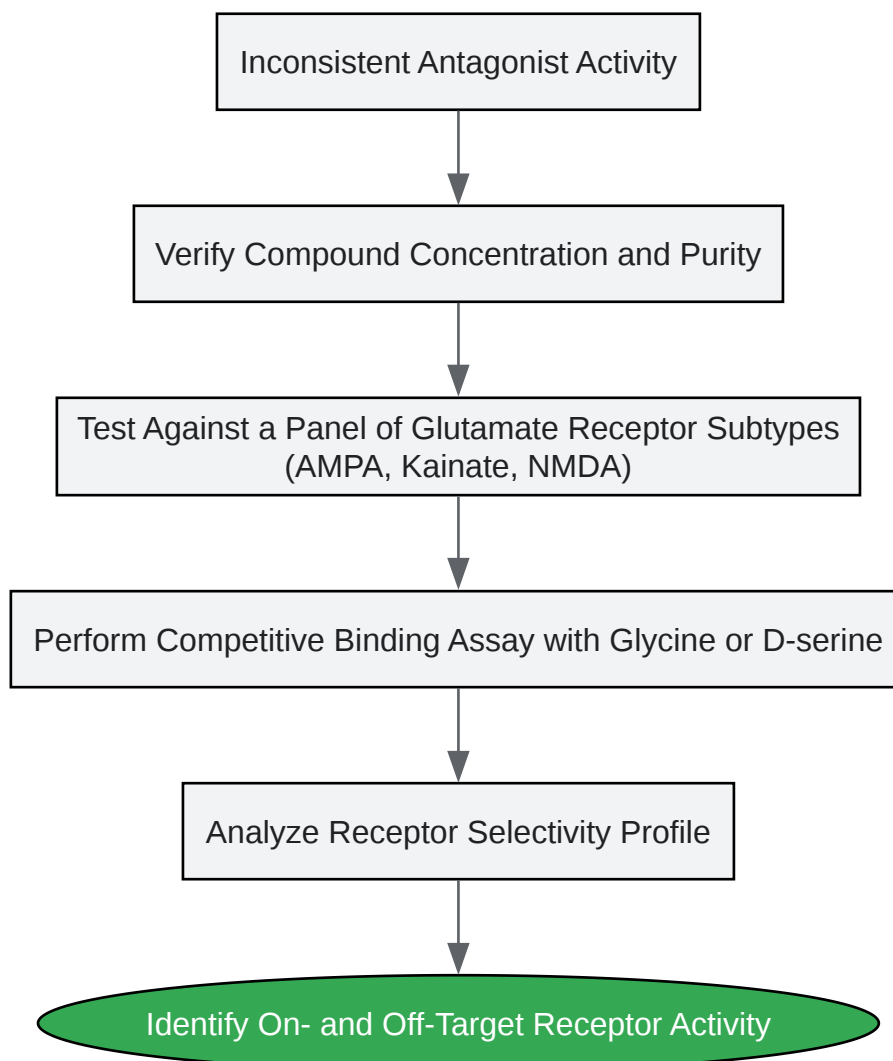 Inconsistent Antagonist Activity
Verify Compound Concentration and Purity
Test Against a Panel of Glutamate Receptor Subtypes
(AMPA, Kainate, NMDA)
Perform Competitive Binding Assay with Glycine or D-serine
Analyze Receptor Selectivity Profile
Identify On- and Off-Target Receptor Activity